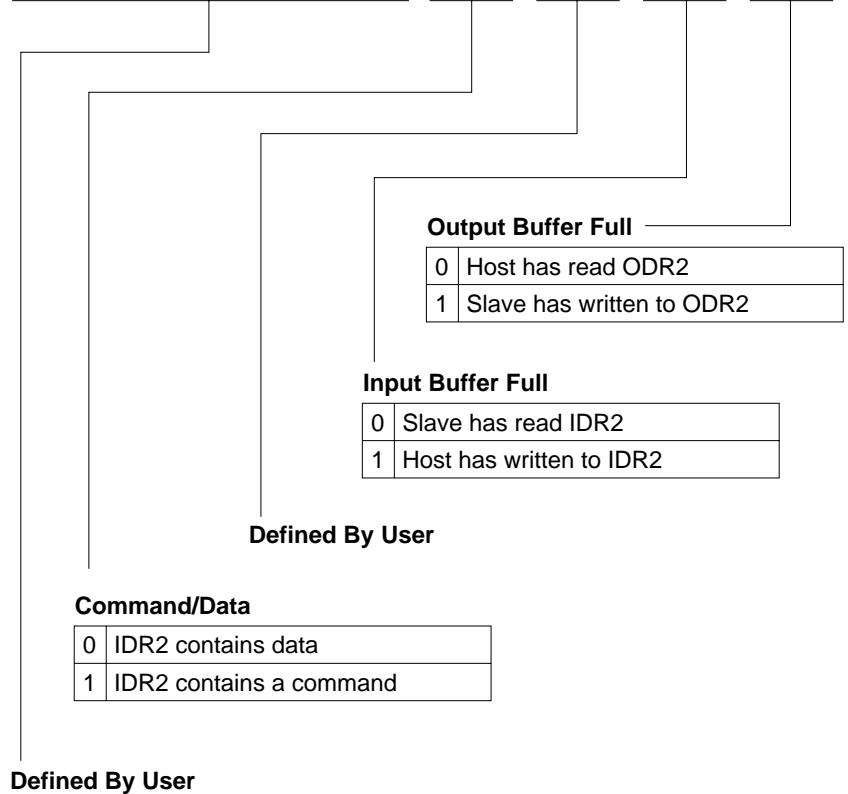 Output Buffer Full
0 Host has read ODR2
1 Slave has written to ODR2
Input Buffer Full
0 Slave has read IDR2
1 Host has written to IDR2
Defined By User
Command/Data
0 IDR2 contains data
1 IDR2 contains a command
Defined By User